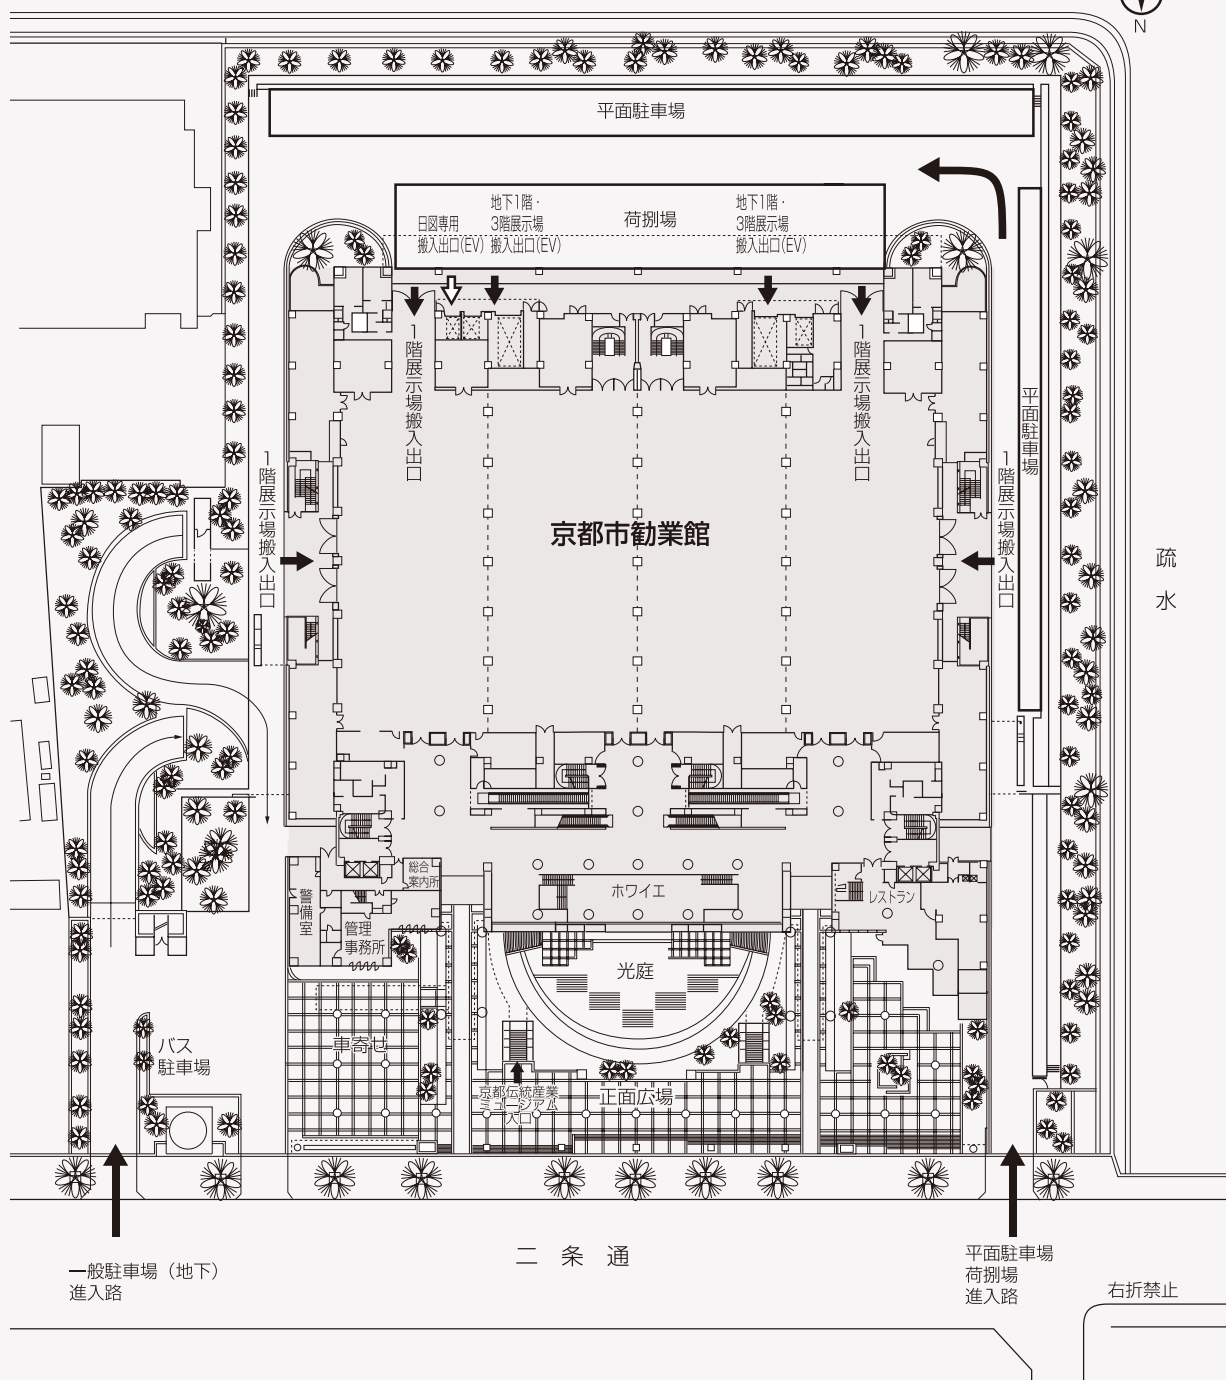 N
平面駐車場
日図専用
搬入出口(EV)
地下1階・
3階展示場
搬入出口(EV)
荷捌場
地下1階・
3階展示場
搬入出口(EV)
1階展示場搬入出口
1階展示場搬入出口
平面駐車場
1階展示場搬入出口
1階展示場搬入出口
京都市勧業館
疏水
総合
案内所
ホワイエ
レストラン
警備室
管理
事務所
光庭
車寄せ
バス
駐車場
京都伝統産業
ミュージアム
入口
正面広場
二条通
一般駐車場（地下）
進入路
平面駐車場
荷捌場
進入路
右折禁止